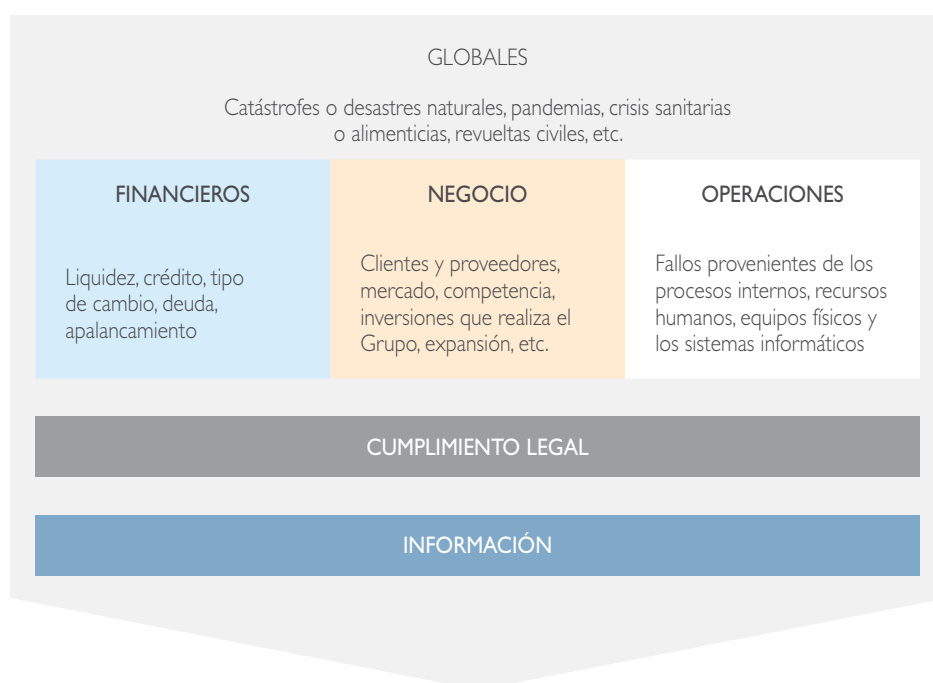 GLOBALES
Catástrofes o desastres naturales, pandemias, crisis sanitarias
o alimenticias, revueltas civiles, etc.
FINANCIEROS
Liquidez, crédito, tipo
de cambio, deuda,
apalancamiento
NEGOCIO
Clientes y proveedores,
mercado, competencia,
inversiones que realiza el
Grupo, expansión, etc.
OPERACIONES
Fallos provenientes de los
procesos internos, recursos
humanos, equipos físicos y
los sistemas informáticos
CUMPLIMIENTO LEGAL
INFORMACIÓN